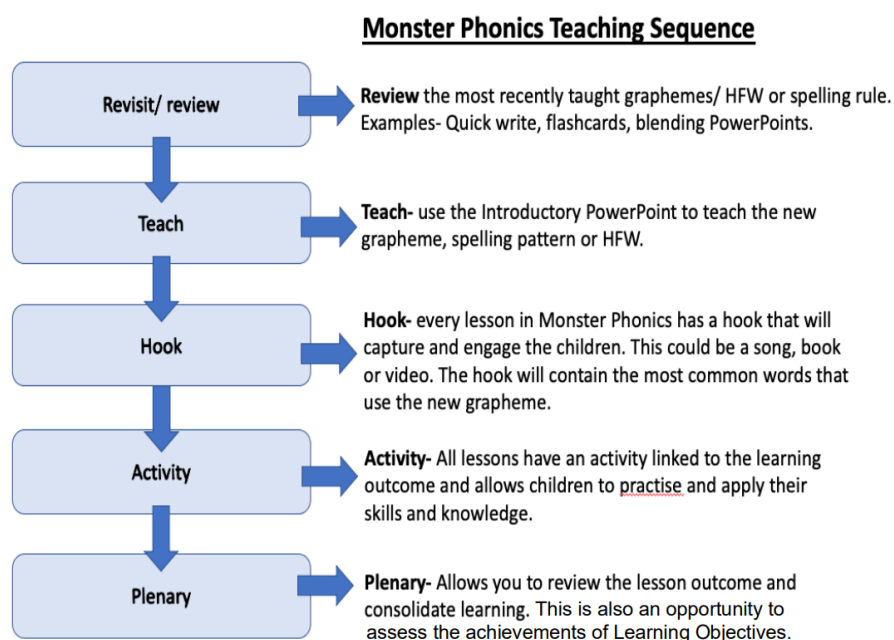 Monster Phonics Teaching Sequence
Revisit/ review
Review the most recently taught graphemes/ HFW or spelling rule.
Examples- Quick write, flashcards, blending PowerPoints.
Teach
Teach- use the Introductory PowerPoint to teach the new
grapheme, spelling pattern or HFW.
Hook
Hook- every lesson in Monster Phonics has a hook that will
capture and engage the children. This could be a song, book
or video. The hook will contain the most common words that
use the new grapheme.
Activity
Activity- All lessons have an activity linked to the learning
outcome and allows children to practise and apply their
skills and knowledge.
Plenary
Plenary- Allows you to review the lesson outcome and
consolidate learning. This is also an opportunity to
assess the achievements of Learning Objectives.